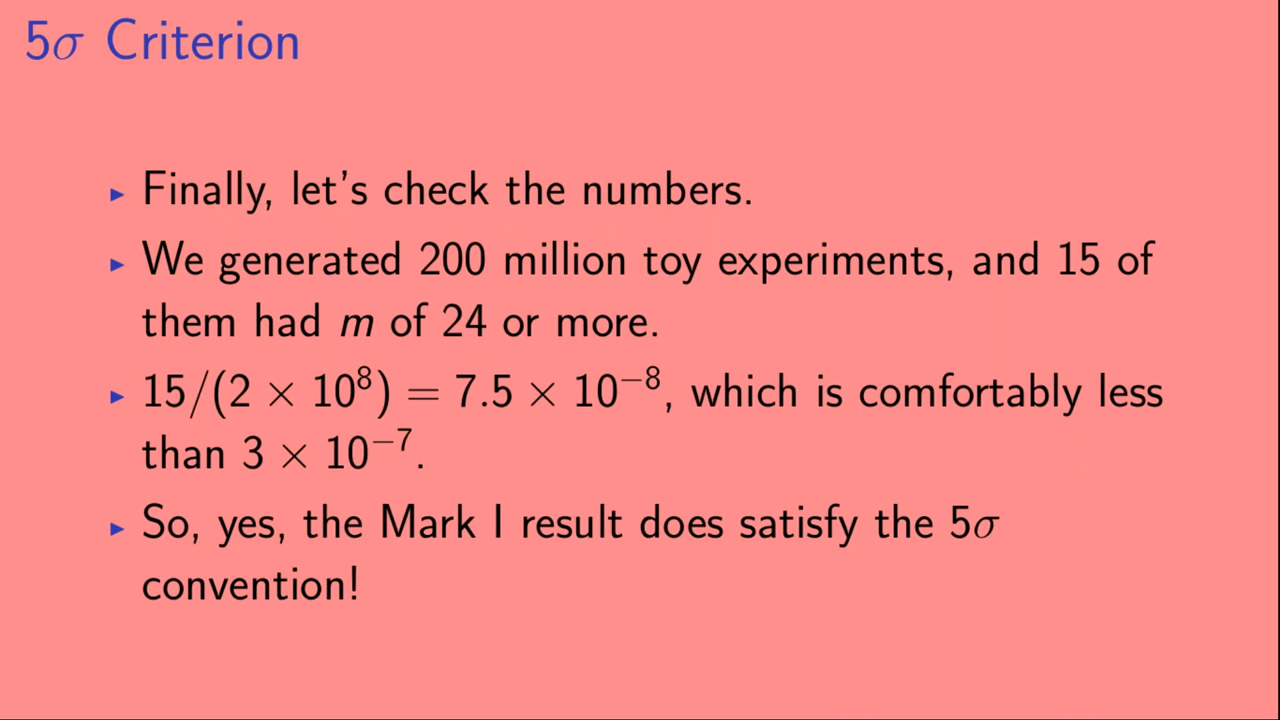 5σ Criterion
▸ Finally, let's check the numbers.
▸ We generated 200 million toy experiments, and 15 of
them had m of 24 or more.
▸ 15/(2 × 10⁸) = 7.5 × 10⁻⁸, which is comfortably less
than 3 × 10⁻⁷.
▸ So, yes, the Mark I result does satisfy the 5σ
convention!